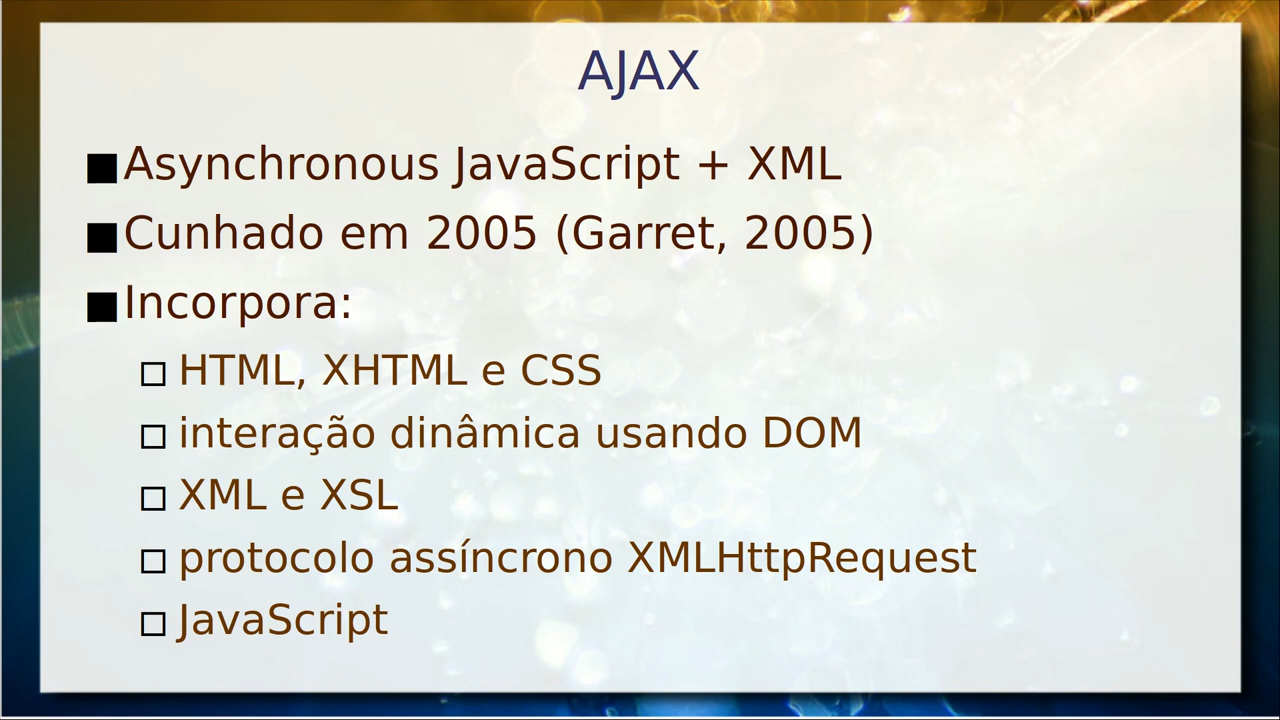 AJAX
■Asynchronous JavaScript + XML
■Cunhado em 2005 (Garret, 2005)
■Incorpora:
□ HTML, XHTML e CSS
□ interação dinâmica usando DOM
□ XML e XSL
□ protocolo assíncrono XMLHttpRequest
□ JavaScript